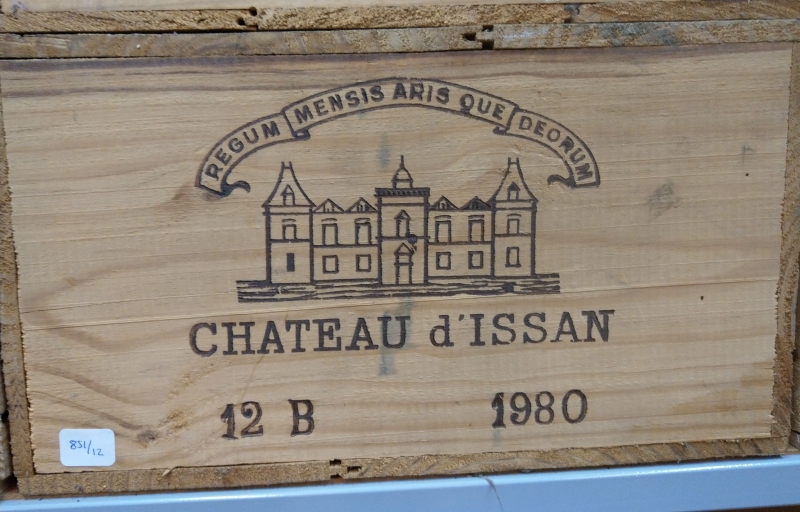 REGUM MENSIS ARIS QUE DEORUM
CHATEAU d'ISSAN
12 B 1980
851/12